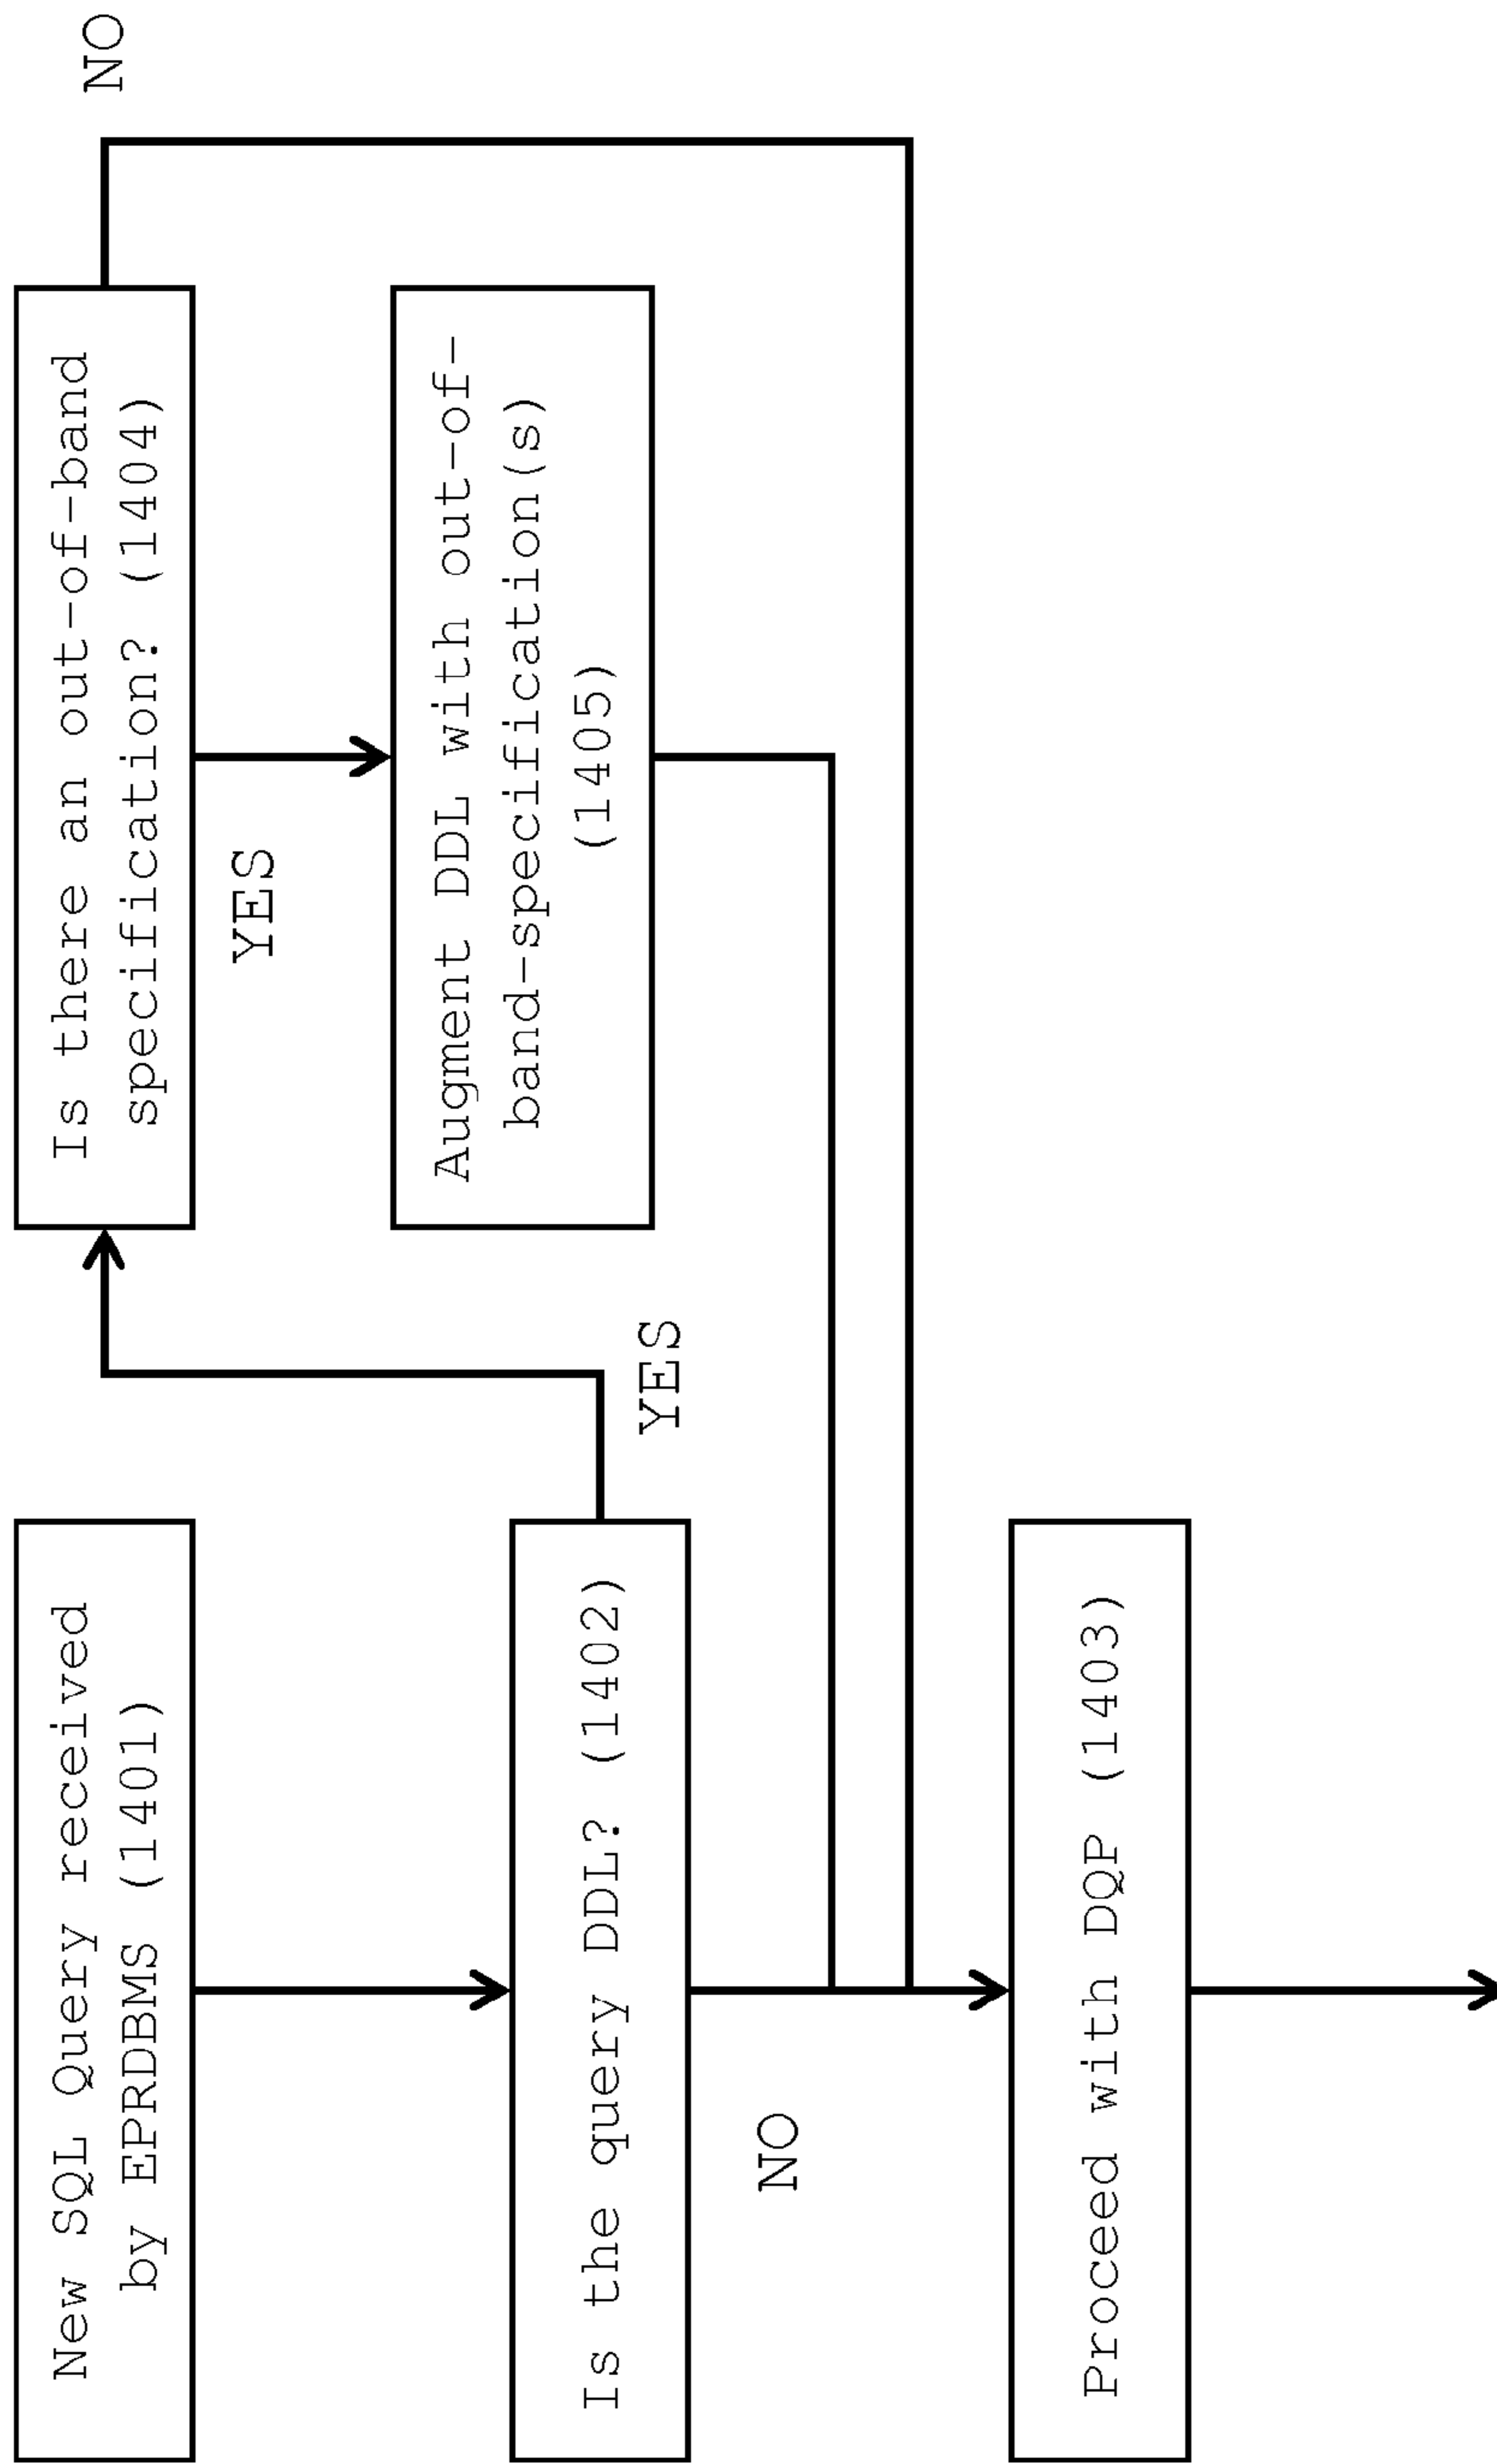 New SQL Query received
by EPRDBMS (1401)
Is the query DDL? (1402)
YES
NO
Proceed with DQP (1403)
Is there an out-of-band
specification? (1404)
NO
YES
Augment DDL with out-of-
band-specification(s)
(1405)